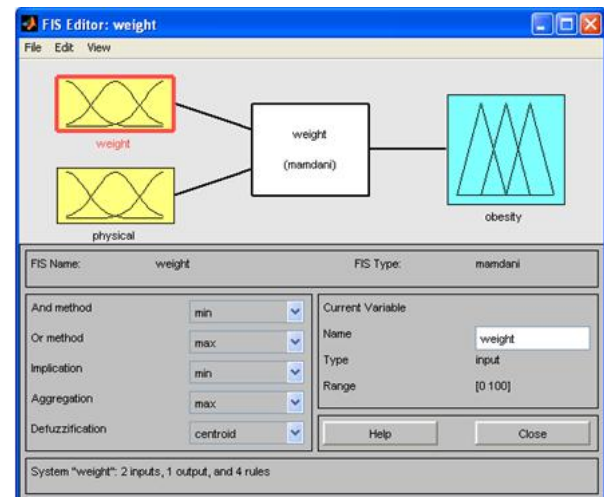 FIS Editor: weight
File Edit View
weight
physical
weight
(mamdani)
obesity
FIS Name: weight FIS Type: mamdani
And method min
Or method max
Implication min
Aggregation max
Defuzzification centroid
Current Variable
Name weight
Type input
Range [0 100]
Help Close
System "weight": 2 inputs, 1 output, and 4 rules